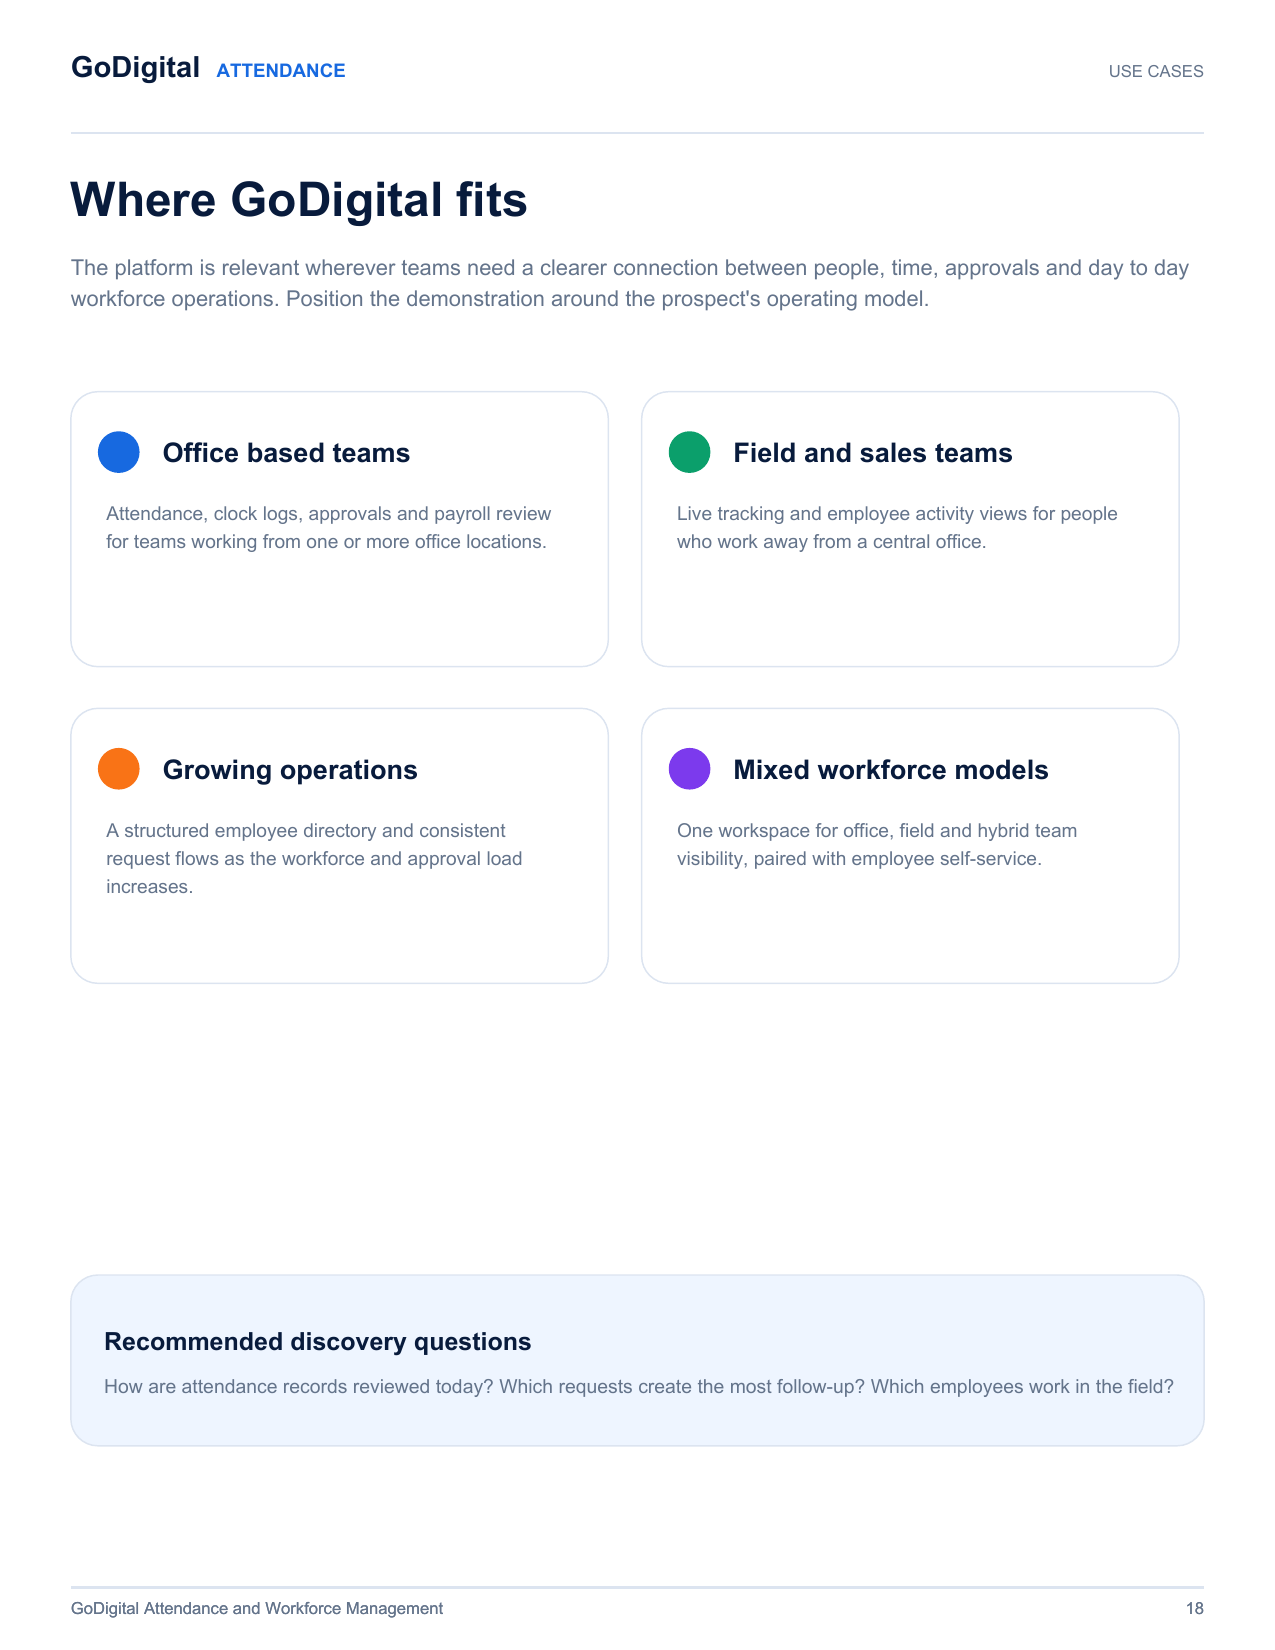 GoDigital ATTENDANCE
USE CASES
Where GoDigital fits
The platform is relevant wherever teams need a clearer connection between people, time, approvals and day to day
workforce operations. Position the demonstration around the prospect's operating model.
Office based teams
Attendance, clock logs, approvals and payroll review
for teams working from one or more office locations.
Field and sales teams
Live tracking and employee activity views for people
who work away from a central office.
Growing operations
A structured employee directory and consistent
request flows as the workforce and approval load
increases.
Mixed workforce models
One workspace for office, field and hybrid team
visibility, paired with employee self-service.
Recommended discovery questions
How are attendance records reviewed today? Which requests create the most follow-up? Which employees work in the field?
GoDigital Attendance and Workforce Management
18